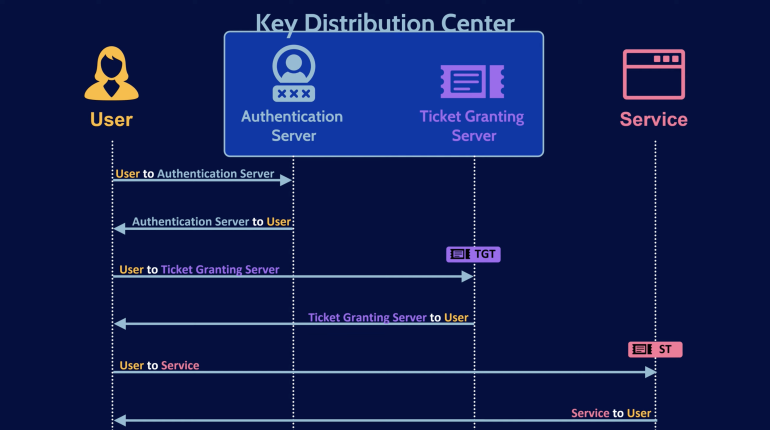 Key Distribution Center
User
×××
Authentication
Server
Ticket Granting
Server
Service
User to Authentication Server
Authentication Server to User
TGT
User to Ticket Granting Server
Ticket Granting Server to User
ST
User to Service
Service to User